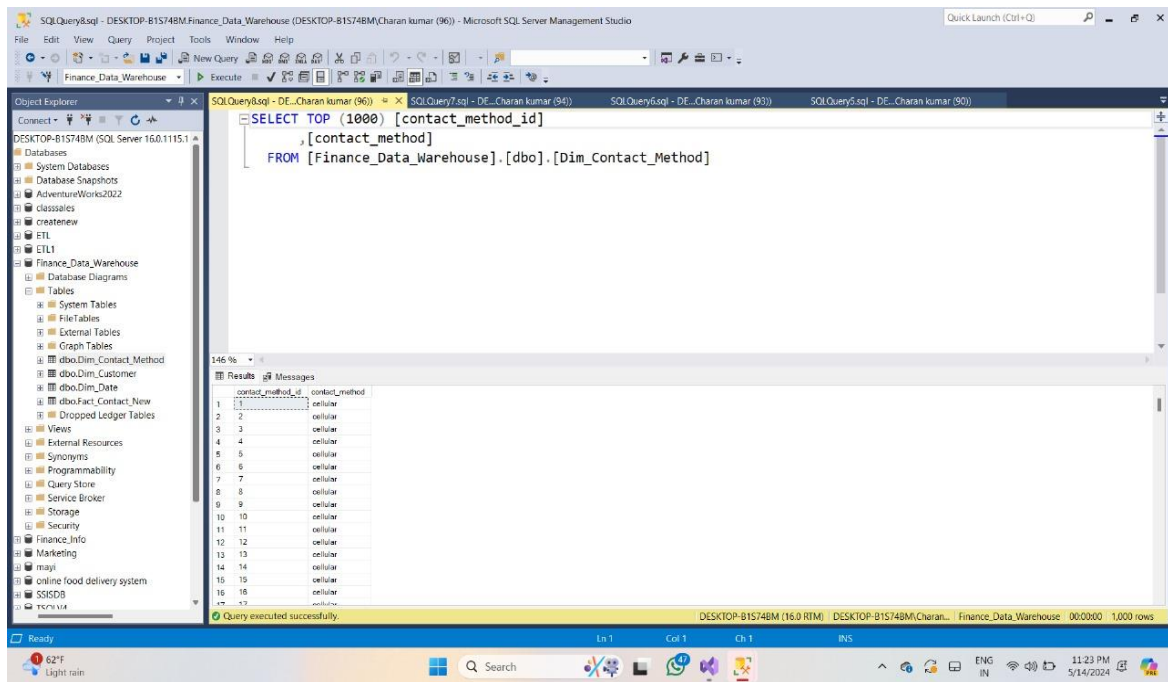 SQLQuery8.sql - DESKTOP-B1S74BM.Finance_Data_Warehouse (DESKTOP-B1S74BM\Charan kumar (96)) - Microsoft SQL Server Management Studio
Quick Launch (Ctrl+Q)
File Edit View Query Project Tools Window Help
New Query
Finance_Data_Warehouse
Execute
Object Explorer
SQLQuery8.sql - DE...Charan kumar (96)) SQLQuery7.sql - DE...Charan kumar (94)) SQLQuery6.sql - DE...Charan kumar (93)) SQLQuery5.sql - DE...Charan kumar (90))
Connect
DESKTOP-B1S74BM (SQL Server 16.0.1115.1
Databases
System Databases
Database Snapshots
AdventureWorks2022
classsales
createnew
ETL
ETL1
Finance_Data_Warehouse
Database Diagrams
Tables
System Tables
FileTables
External Tables
Graph Tables
dbo.Dim_Contact_Method
dbo.Dim_Customer
dbo.Dim_Date
dbo.Fact_Contact_New
Dropped Ledger Tables
Views
External Resources
Synonyms
Programmability
Query Store
Service Broker
Storage
Security
Finance_Info
Marketing
mayi
online food delivery system
SSISDB
SELECT TOP (1000) [contact_method_id]
,[contact_method]
FROM [Finance_Data_Warehouse].[dbo].[Dim_Contact_Method]
146 %
Results Messages
contact_method_id contact_method
1 1 cellular
2 2 cellular
3 3 cellular
4 4 cellular
5 5 cellular
6 6 cellular
7 7 cellular
8 8 cellular
9 9 cellular
10 10 cellular
11 11 cellular
12 12 cellular
13 13 cellular
14 14 cellular
15 15 cellular
16 16 cellular
17 17 cellular
Query executed successfully.
DESKTOP-B1S74BM (16.0 RTM) DESKTOP-B1S74BM\Charan... Finance_Data_Warehouse 00:00:00 1,000 rows
Ready Ln 1 Col 1 Ch 1 INS
1
62°F
Light rain
Search
47
ENG
IN
11:23 PM
5/14/2024
PRE